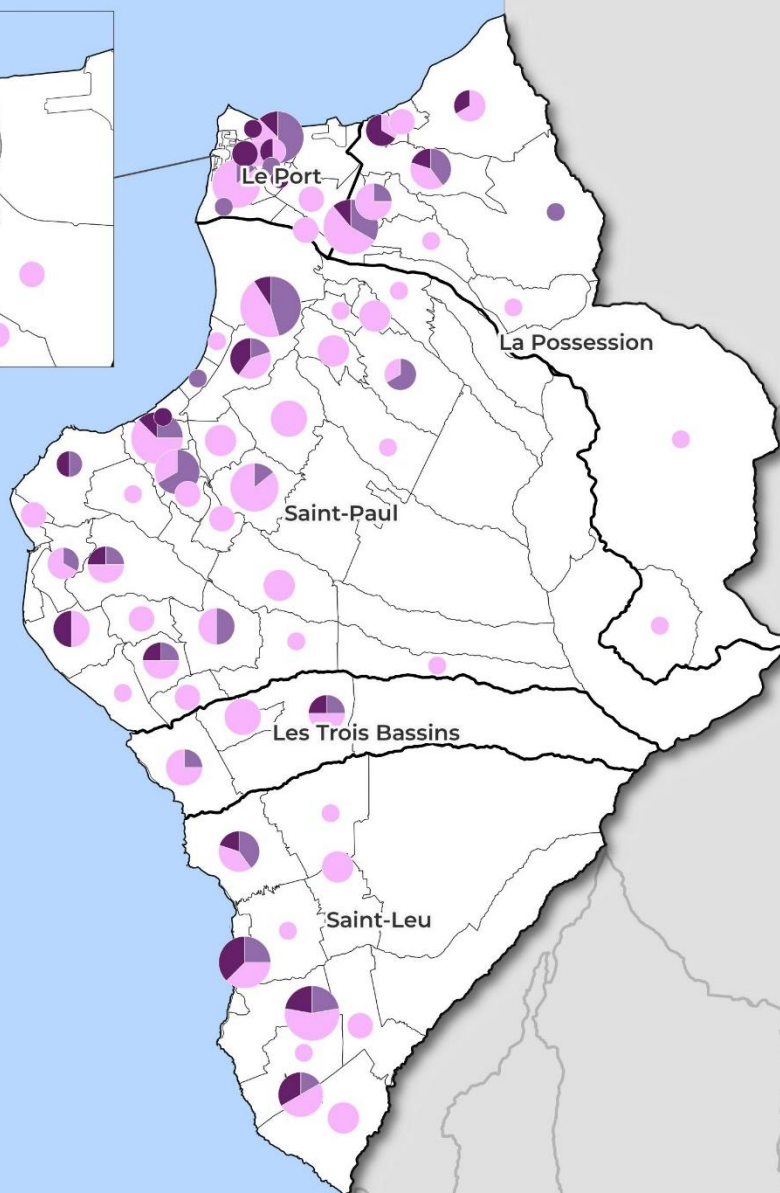 Le Port
La Possession
Saint-Paul
Les Trois Bassins
Saint-Leu